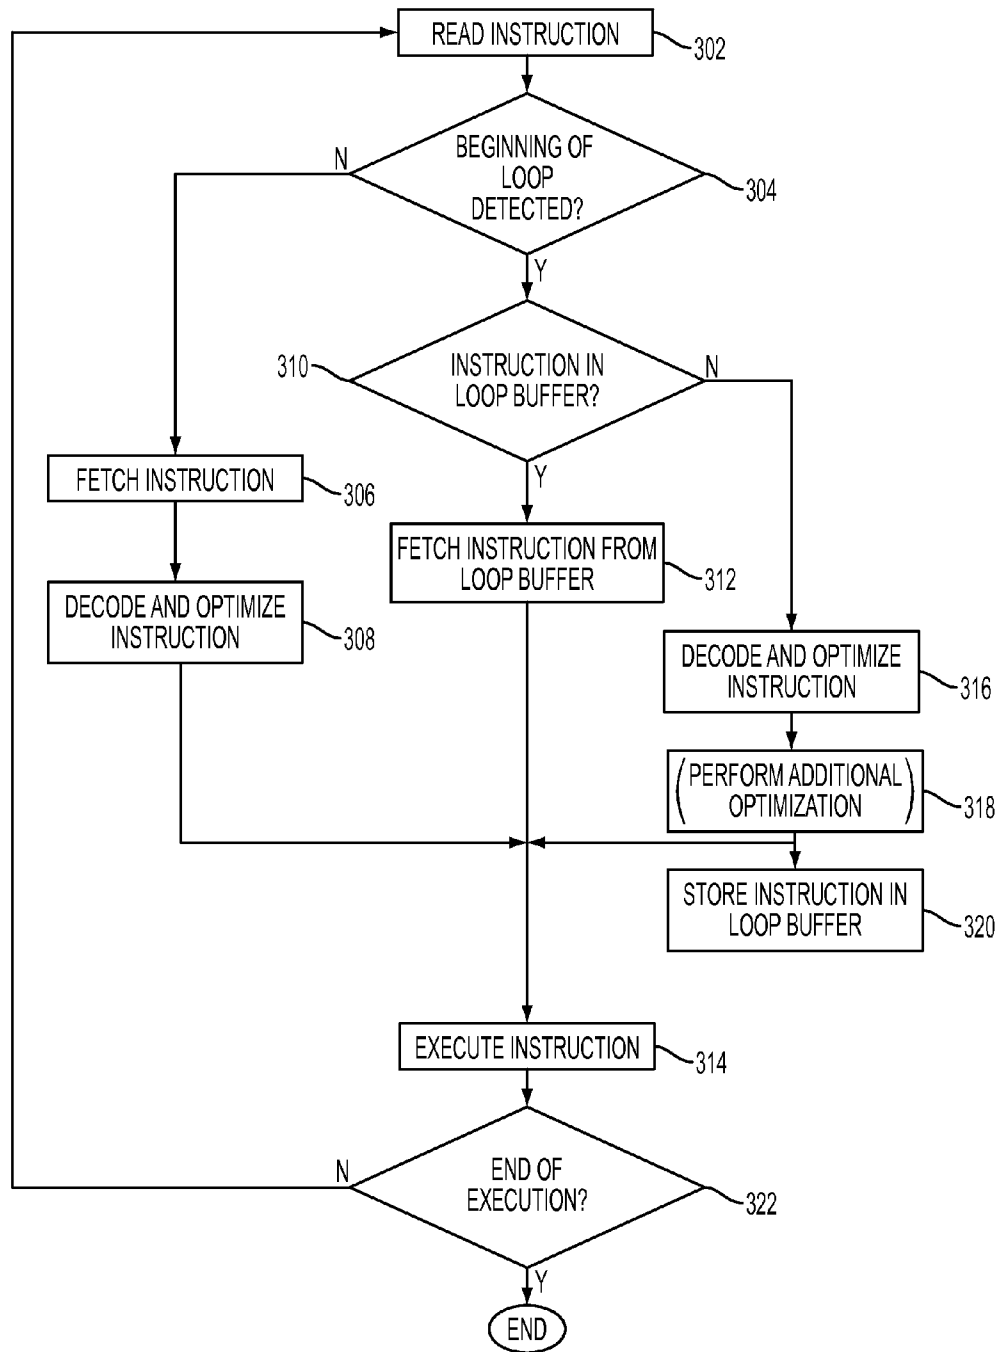 READ INSTRUCTION
302
BEGINNING OF
LOOP
DETECTED?
304
N
Y
310
INSTRUCTION IN
LOOP BUFFER?
N
Y
FETCH INSTRUCTION
306
FETCH INSTRUCTION FROM
LOOP BUFFER
312
DECODE AND OPTIMIZE
INSTRUCTION
308
DECODE AND OPTIMIZE
INSTRUCTION
316
(PERFORM ADDITIONAL
OPTIMIZATION)
318
STORE INSTRUCTION IN
LOOP BUFFER
320
EXECUTE INSTRUCTION
314
N
END OF
EXECUTION?
322
Y
END